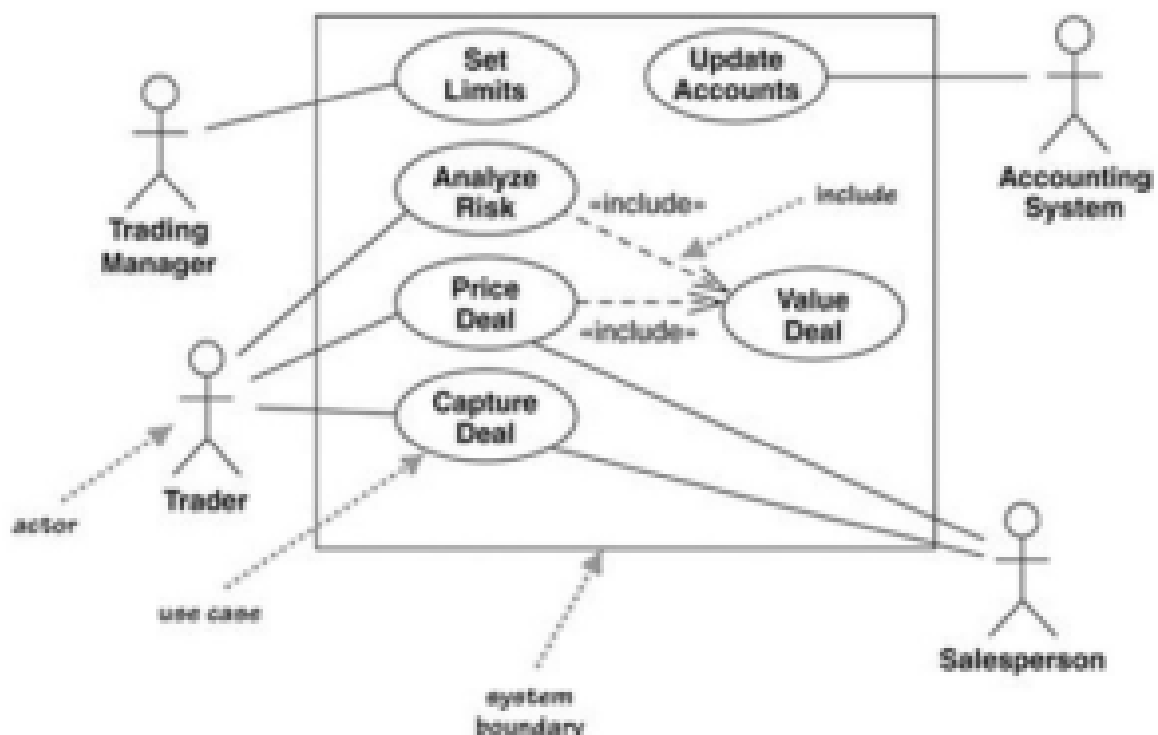 Set
Limits
Update
Accounts
Trading
Manager
Analyze
Risk
«include»
include
Accounting
System
Price
Deal
«include»
Value
Deal
Capture
Deal
Trader
actor
use case
Salesperson
system
boundary